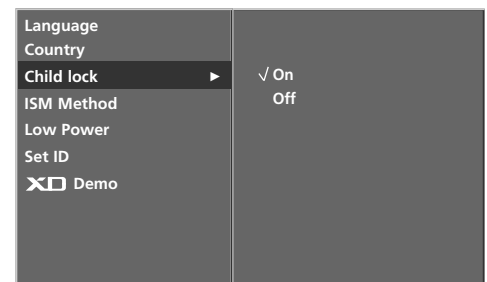 Language
Country
Child lock ► √ On
ISM Method Off
Low Power
Set ID
XD Demo